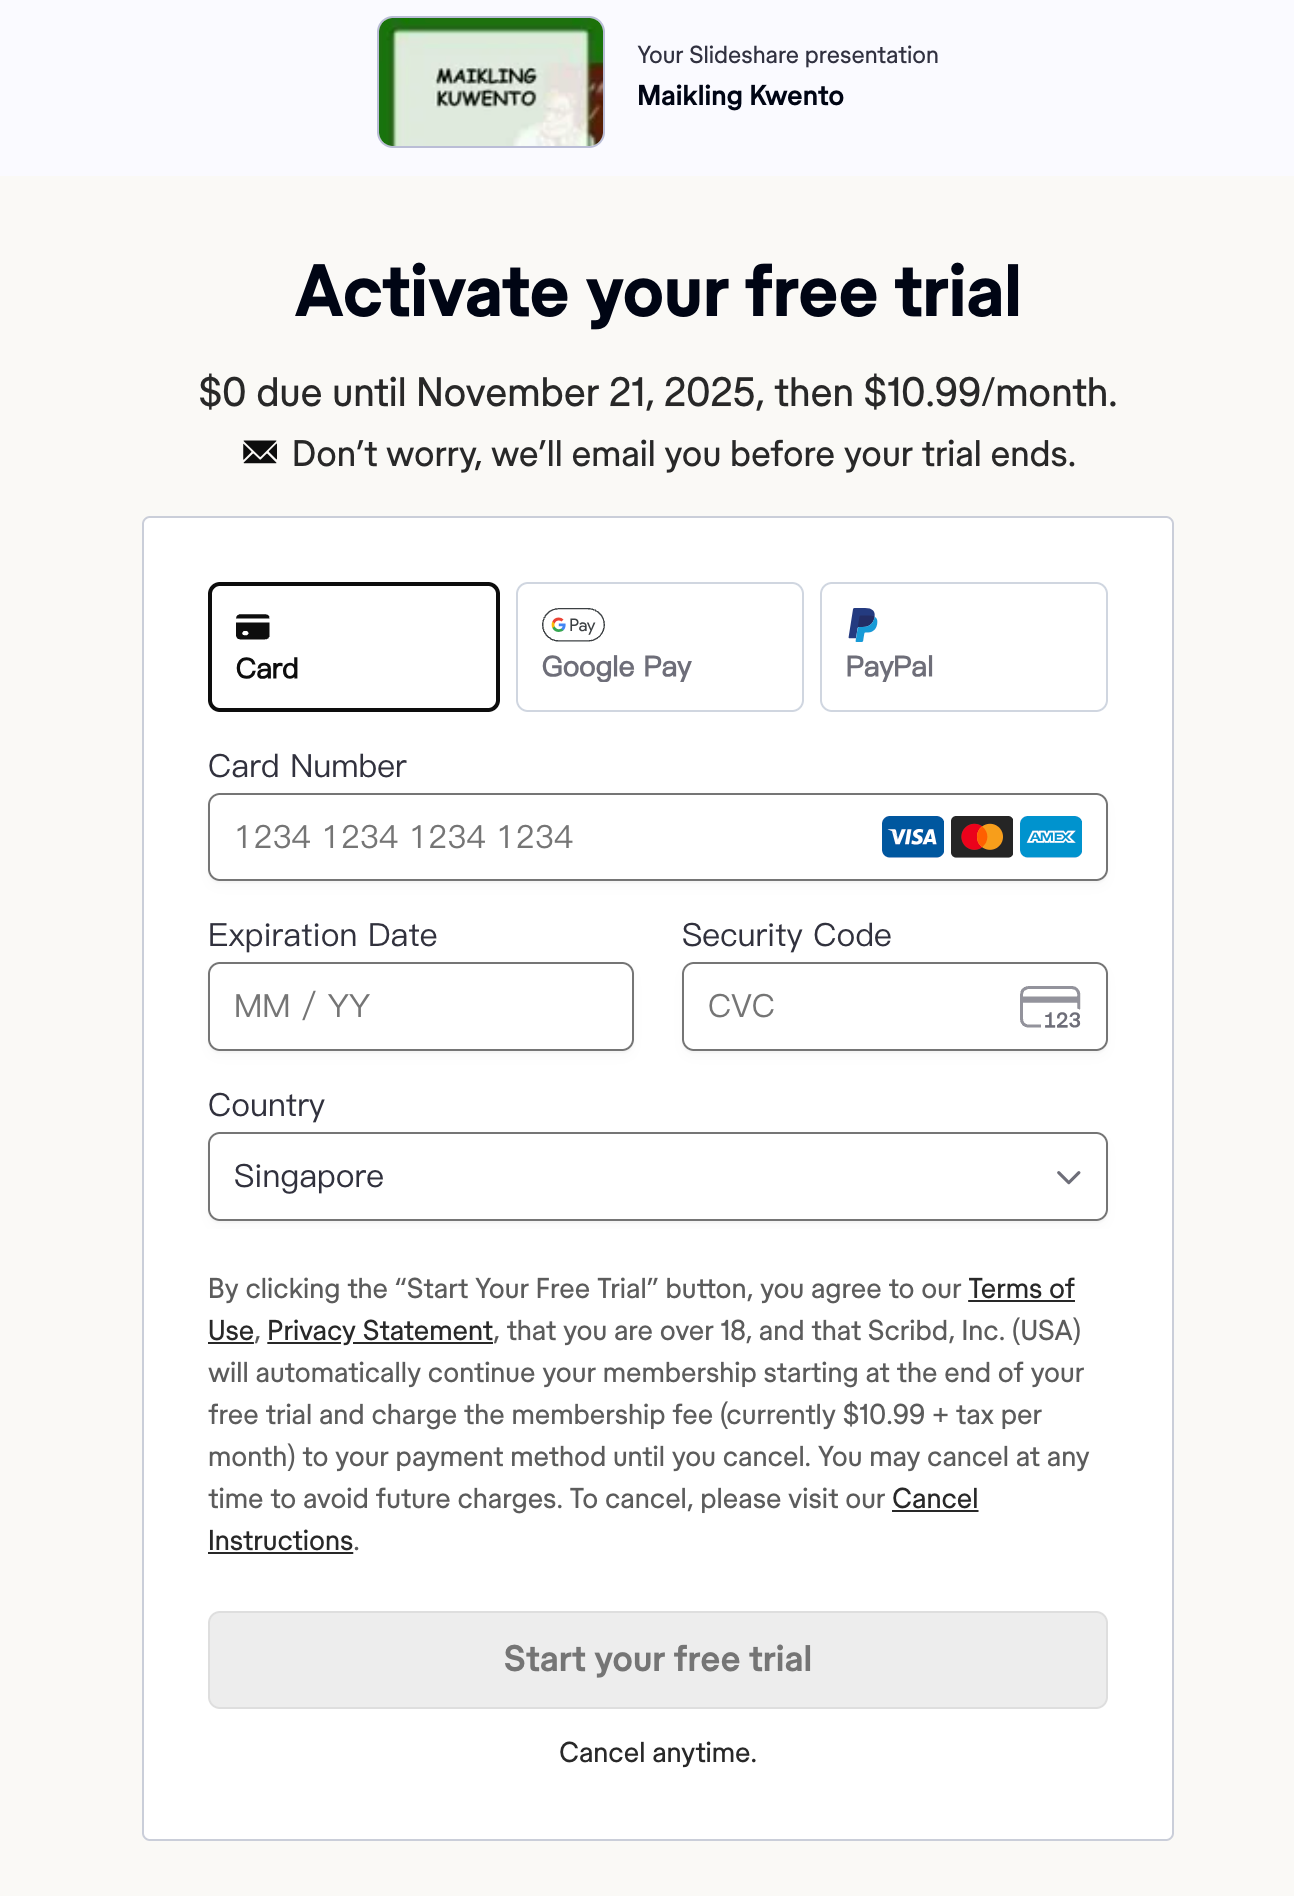 MAIKLING
KUWENTO
Your Slideshare presentation
Maikling Kwento
Activate your free trial
$0 due until November 21, 2025, then $10.99/month.
Don’t worry, we’ll email you before your trial ends.
Card
G Pay
Google Pay
PayPal
Card Number
1234 1234 1234 1234
VISA
AMEX
Expiration Date
Security Code
MM / YY
CVC
123
Country
Singapore
By clicking the “Start Your Free Trial” button, you agree to our Terms of
Use, Privacy Statement, that you are over 18, and that Scribd, Inc. (USA)
will automatically continue your membership starting at the end of your
free trial and charge the membership fee (currently $10.99 + tax per
month) to your payment method until you cancel. You may cancel at any
time to avoid future charges. To cancel, please visit our Cancel
Instructions.
Start your free trial
Cancel anytime.